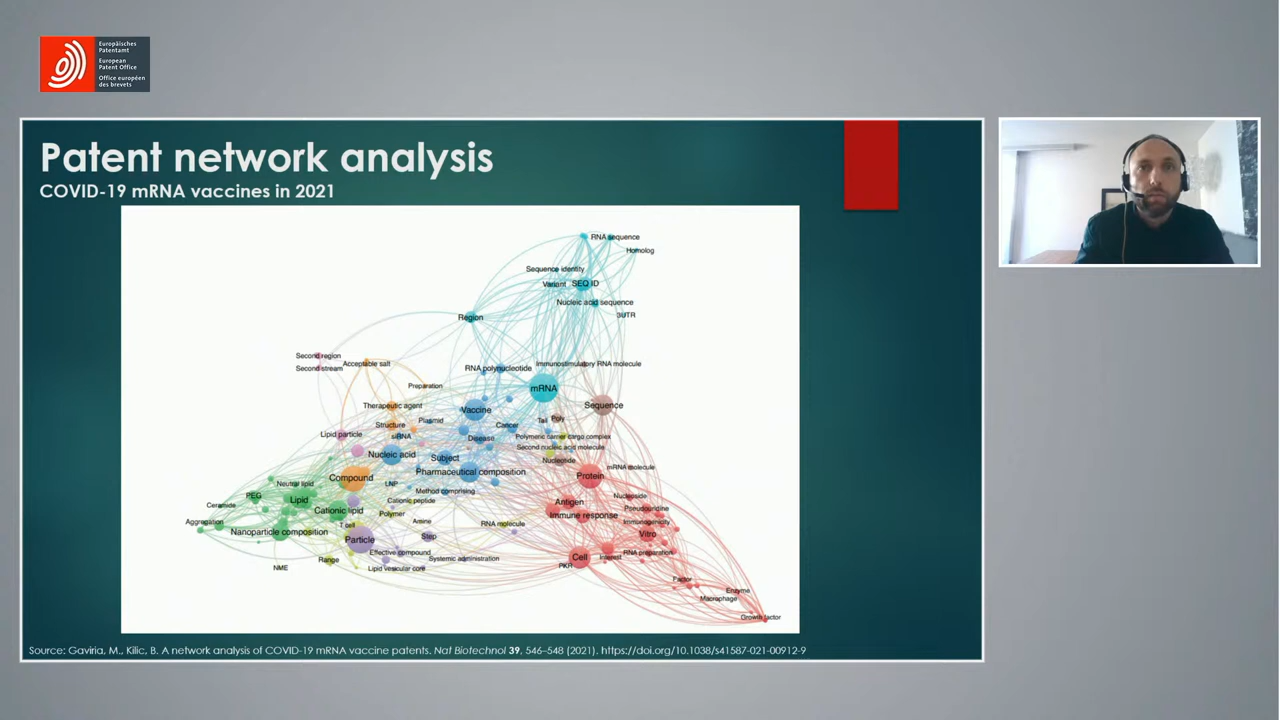 Europäisches
Patentamt
European
Patent Office
Office européen
des brevets
Patent network analysis
COVID-19 mRNA vaccines in 2021
RNA sequence
Homolog
Sequence identity
Variant
SEQ ID
Nucleic acid sequence
3UTR
Region
Second region
Second stream
Acceptable salt
Immunostimulatory RNA molecule
RNA polynucleotide
Preparation
mRNA
Therapeutic agent
Vaccine
Sequence
Structure
Plasmid
Cancer
Tail
Poly
Lipid particle
siRNA
Disease
Polymeric carrier cargo complex
Second nucleic acid molecule
Nucleic acid
Subject
Nucleotide
mRNA molecule
Compound
Pharmaceutical composition
Protein
Neutral lipid
LNP
Method comprising
PEG
Lipid
Cationic peptide
Antigen
Nucleoside
Ceramide
Cationic lipid
Polymer
Immune response
Pseudouridine
Aggregation
T cell
Amine
RNA molecule
Immunogenicity
Nanoparticle composition
Particle
Step
Vitro
Effective compound
Systemic administration
Cell
Interest
RNA preparation
NME
Range
Lipid vesicular core
PKR
Factor
Enzyme
Macrophage
Growth factor
Source: Gaviria, M., Kilic, B. A network analysis of COVID-19 mRNA vaccine patents. Nat Biotechnol 39, 546–548 (2021). https://doi.org/10.1038/s41587-021-00912-9